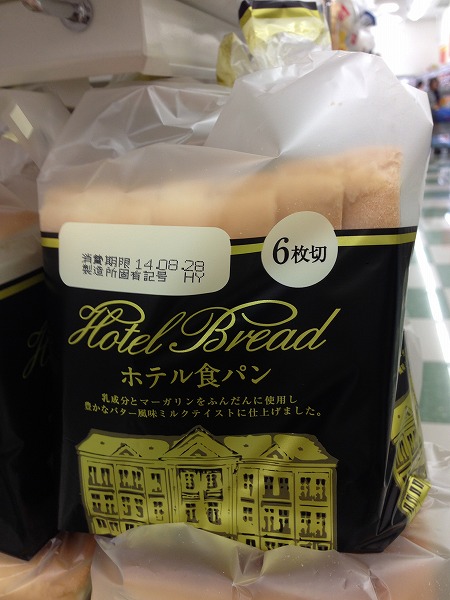 消費期限 14.08.28
製造所固有記号 HY
6枚切
Hotel Bread
ホテル食パン
乳成分とマーガリンをふんだんに使用し
豊かなバター風味ミルクテイストに仕上げました。